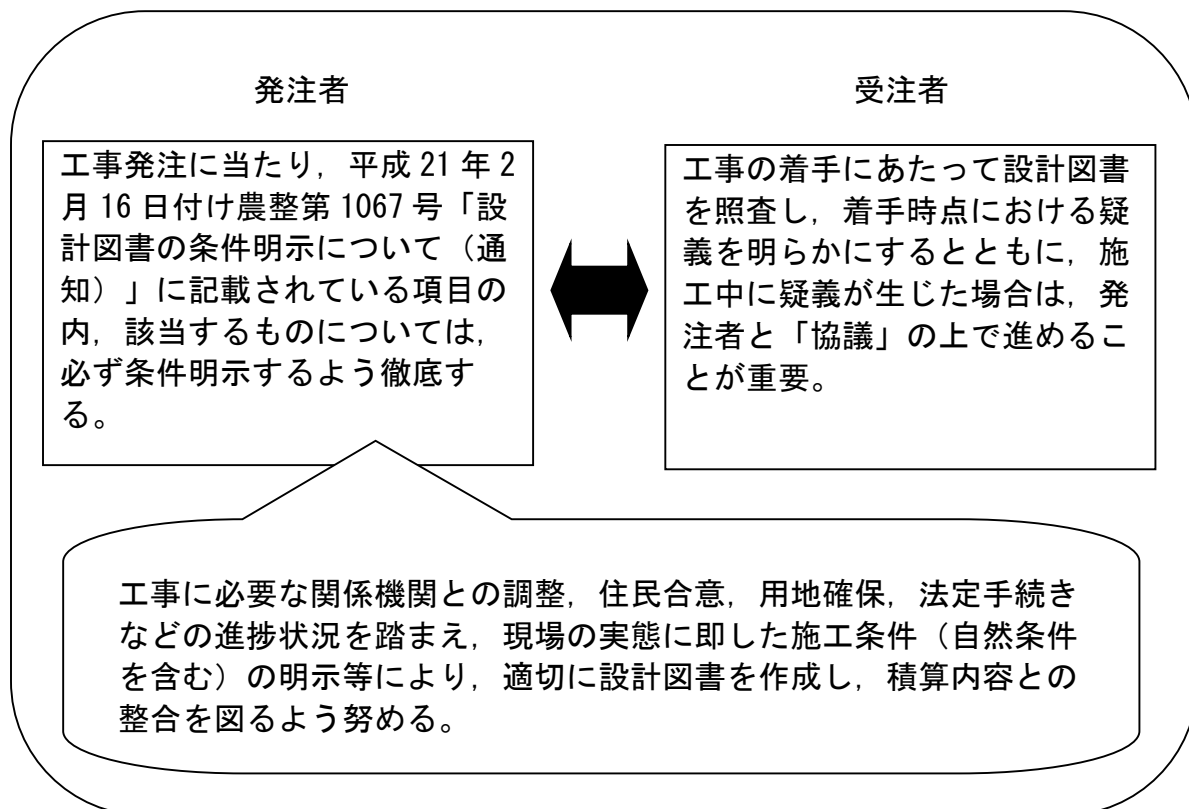 発注者
工事発注に当たり，平成 21 年 2
月 16 日付け農整第 1067 号「設
計図書の条件明示について（通
知）」に記載されている項目の
内，該当するものについては，
必ず条件明示するよう徹底す
る。
受注者
工事の着手にあたって設計図書
を照査し，着手時点における疑
義を明らかにするとともに，施
工中に疑義が生じた場合は，発
注者と「協議」の上で進めるこ
とが重要。
工事に必要な関係機関との調整，住民合意，用地確保，法定手続き
などの進捗状況を踏まえ，現場の実態に即した施工条件（自然条件
を含む）の明示等により，適切に設計図書を作成し，積算内容との
整合を図るよう努める。